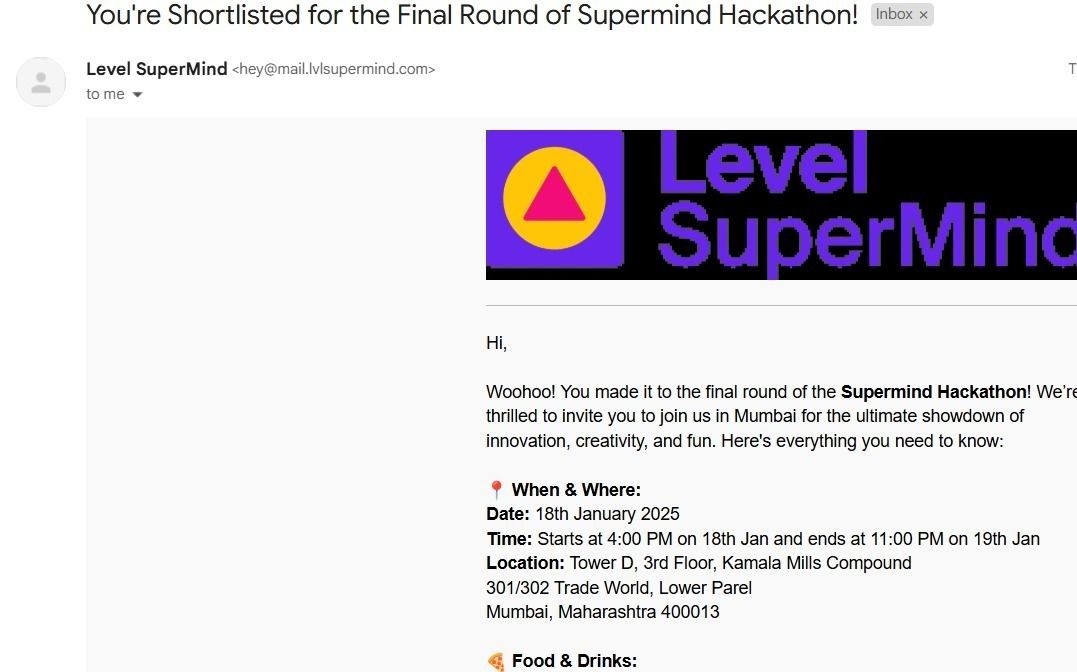 You're Shortlisted for the Final Round of Supermind Hackathon! Inbox ×
Level SuperMind <hey@mail.lvlsupermind.com>
T
to me
Level
SuperMind
Hi,
Woohoo! You made it to the final round of the Supermind Hackathon! We're
thrilled to invite you to join us in Mumbai for the ultimate showdown of
innovation, creativity, and fun. Here's everything you need to know:
📍 When & Where:
Date: 18th January 2025
Time: Starts at 4:00 PM on 18th Jan and ends at 11:00 PM on 19th Jan
Location: Tower D, 3rd Floor, Kamala Mills Compound
301/302 Trade World, Lower Parel
Mumbai, Maharashtra 400013
🍕 Food & Drinks: